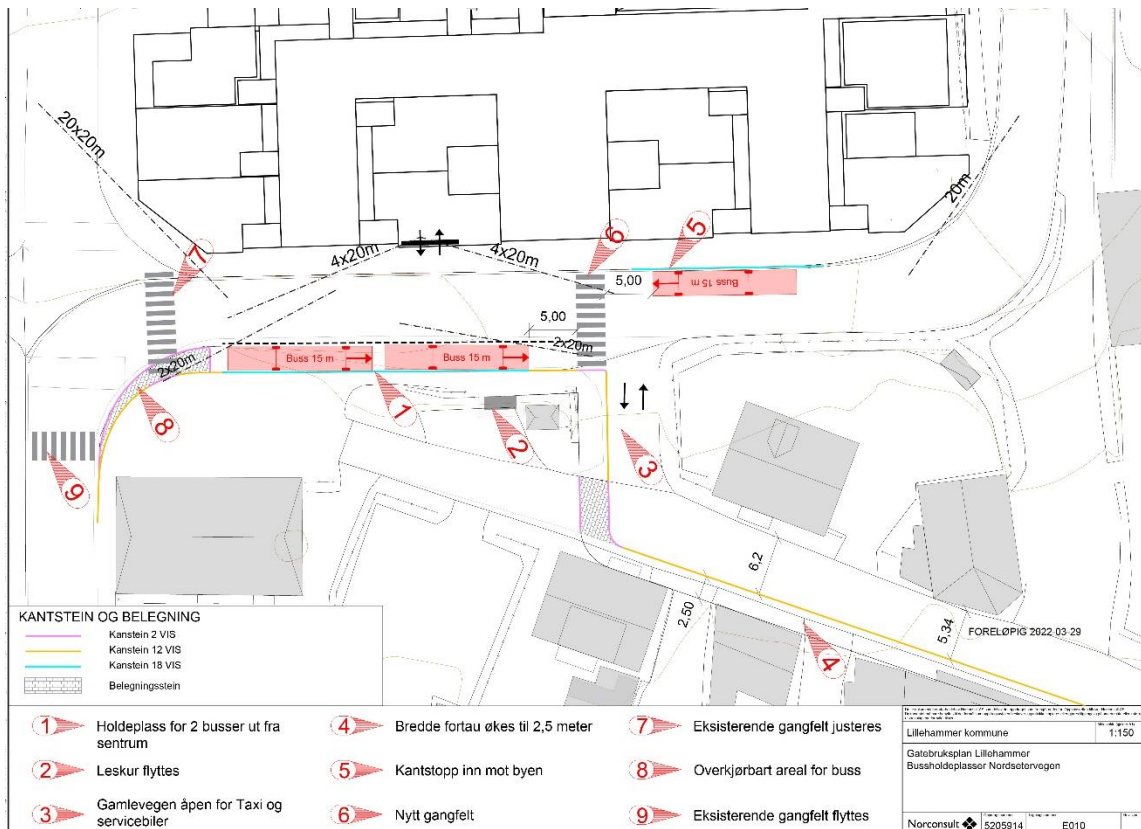 20x20m
7
4x20m
4x20m
6
5
20m
5,00
Buss 15 m
5,00
2x20m
2x20m
Buss 15 m
Buss 15 m
1
2
3
8
9
6,2
2,50
5,34
4
FORELØPIG 2022-03-29
KANTSTEIN OG BELEGNING
Kanstein 2 VIS
Kanstein 12 VIS
Kanstein 18 VIS
Belegningsstein
1 Holdeplass for 2 busser ut fra
sentrum
2 Leskur flyttes
3 Gamlevegen åpen for Taxi og
servicebiler
4 Bredde fortau økes til 2,5 meter
5 Kantstopp inn mot byen
6 Nytt gangfelt
7 Eksisterende gangfelt justeres
8 Overkjørbart areal for buss
9 Eksisterende gangfelt flyttes
Lillehammer kommune
1:150
Gatebruksplan Lillehammer
Bussholdeplasser Nordsetervegen
Norconsult
5205914
E010